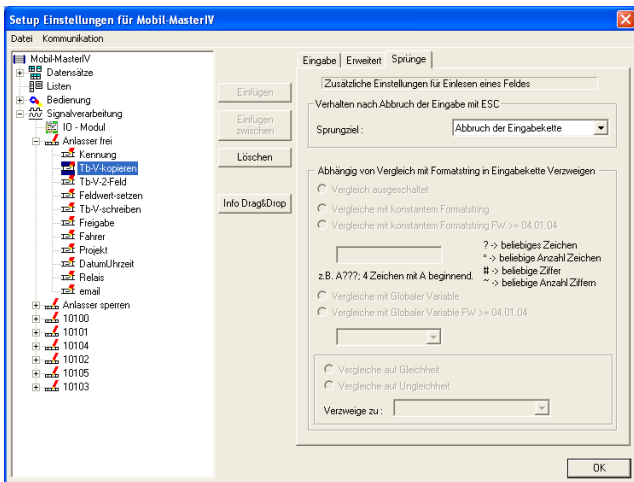 Setup Einstellungen für Mobil-MasterIV
Datei Kommunikation
Mobil-MasterIV
Datensätze
Listen
Bedienung
Signalverarbeitung
IO - Modul
Anlasser frei
Kennung
Tb-V-kopieren
Tb-V-2-Feld
Feldwert-setzen
Tb-V-schreiben
Freigabe
Fahrer
Projekt
DatumUhrzeit
Relais
email
Anlasser sperren
10100
10101
10104
10102
10105
10103
Einfügen
Einfügen
zwischen
Löschen
Info Drag&Drop
Eingabe Erweitert Sprünge
Zusätzliche Einstellungen für Einlesen eines Feldes
Verhalten nach Abbruch der Eingabe mit ESC
Sprungziel : Abbruch der Eingabekette
Abhängig von Vergleich mit Formatstring in Eingabekette Verzweigen
Vergleich ausgeschaltet
Vergleiche mit konstantem Formatstring
Vergleiche mit konstantem Formatstring FW >= 04.01.04
? -> beliebiges Zeichen
* -> beliebige Anzahl Zeichen
# -> beliebige Ziffer
~ -> beliebige Anzahl Ziffern
z.B. A???; 4 Zeichen mit A beginnend.
Vergleiche mit Globaler Variable
Vergleiche mit Globaler Variable FW >= 04.01.04
Vergleiche auf Gleichheit
Vergleiche auf Ungleichheit
Verzweige zu :
OK